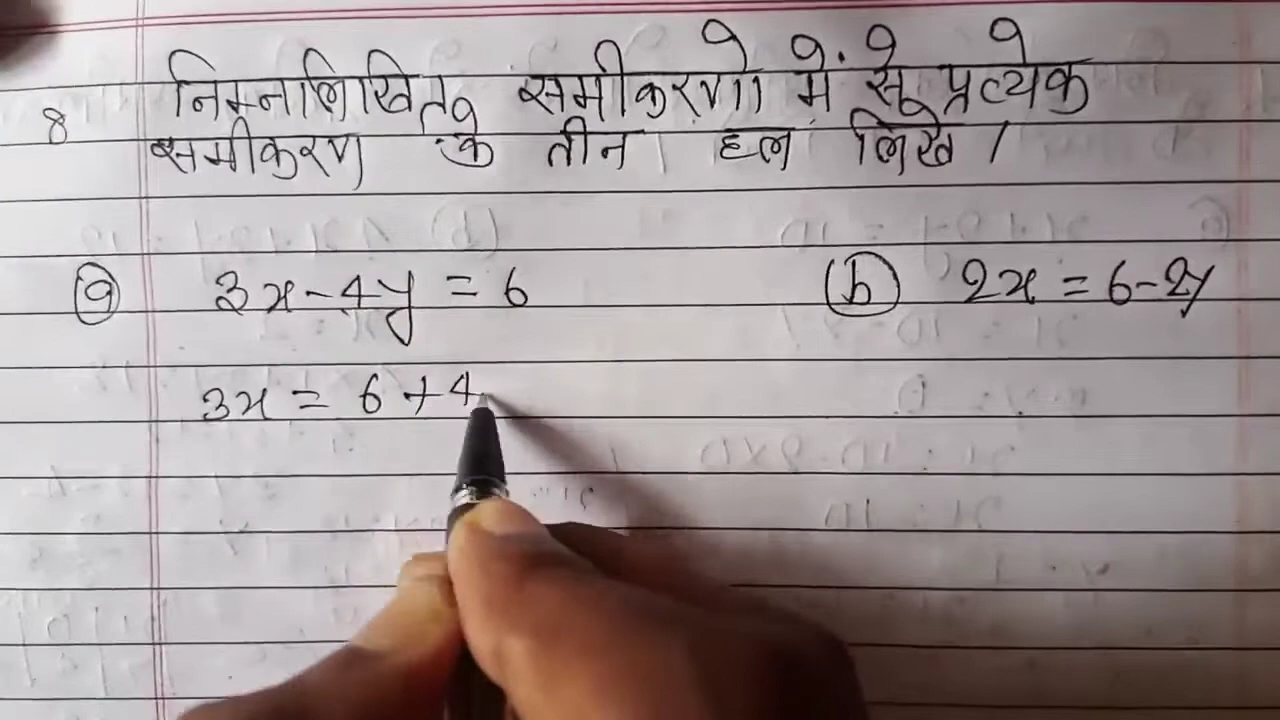 8 निम्नलिखित समीकरणों में से प्रत्येक
समीकरण के तीन हल लिखे ।
(a) 3x - 4y = 6 (b) 2x = 6 - 2y
3x = 6 + 4